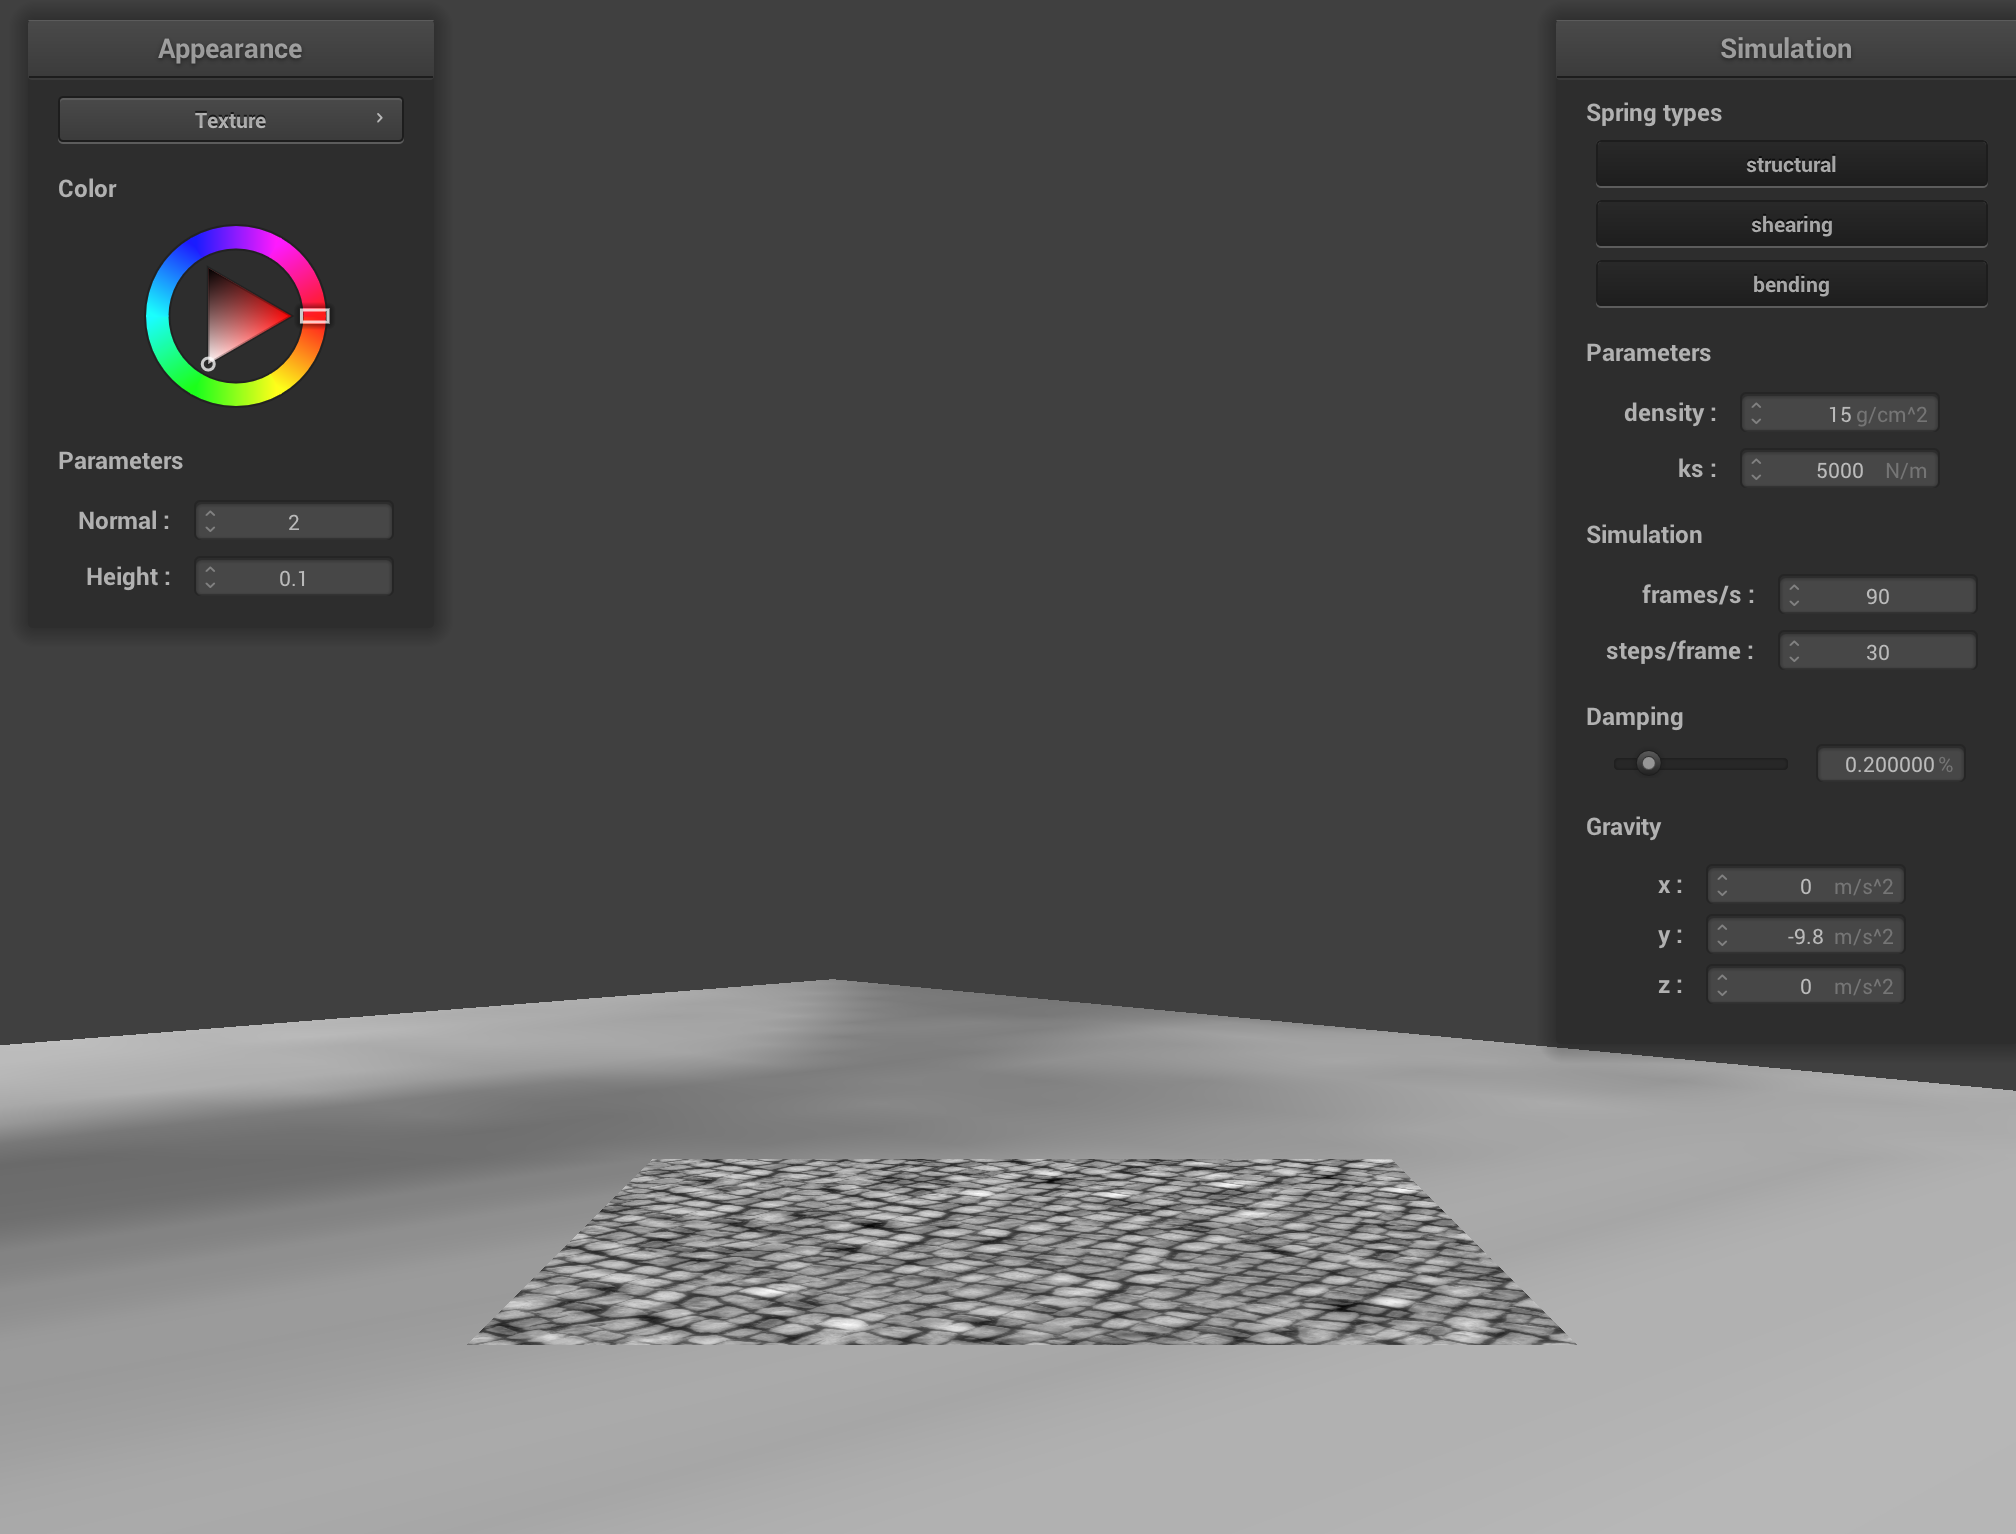 Appearance
Texture ›
Color
Parameters
Normal : 2
Height : 0.1
Simulation
Spring types
structural
shearing
bending
Parameters
density : 15 g/cm^2
ks : 5000 N/m
Simulation
frames/s : 90
steps/frame : 30
Damping
0.200000 %
Gravity
x : 0 m/s^2
y : -9.8 m/s^2
z : 0 m/s^2